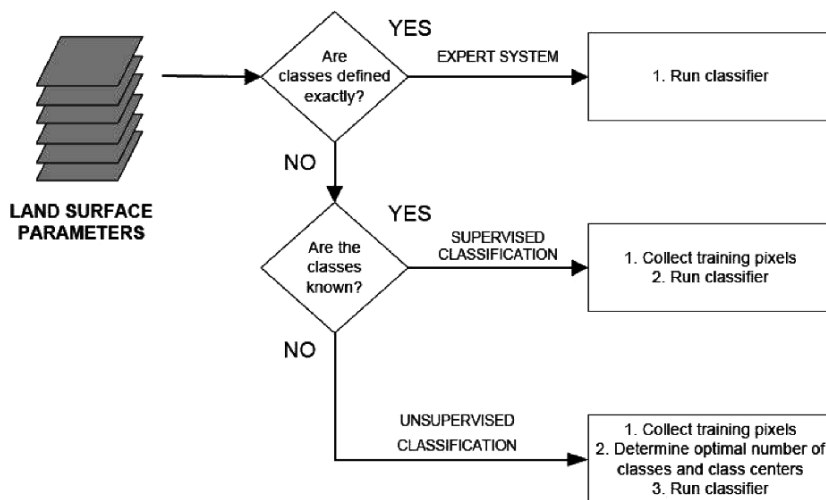 YES
Are
classes defined
exactly?
EXPERT SYSTEM
1. Run classifier
NO
LAND SURFACE
PARAMETERS
YES
Are the
classes
known?
SUPERVISED
CLASSIFICATION
1. Collect training pixels
2. Run classifier
NO
UNSUPERVISED
CLASSIFICATION
1. Collect training pixels
2. Determine optimal number of
classes and class centers
3. Run classifier